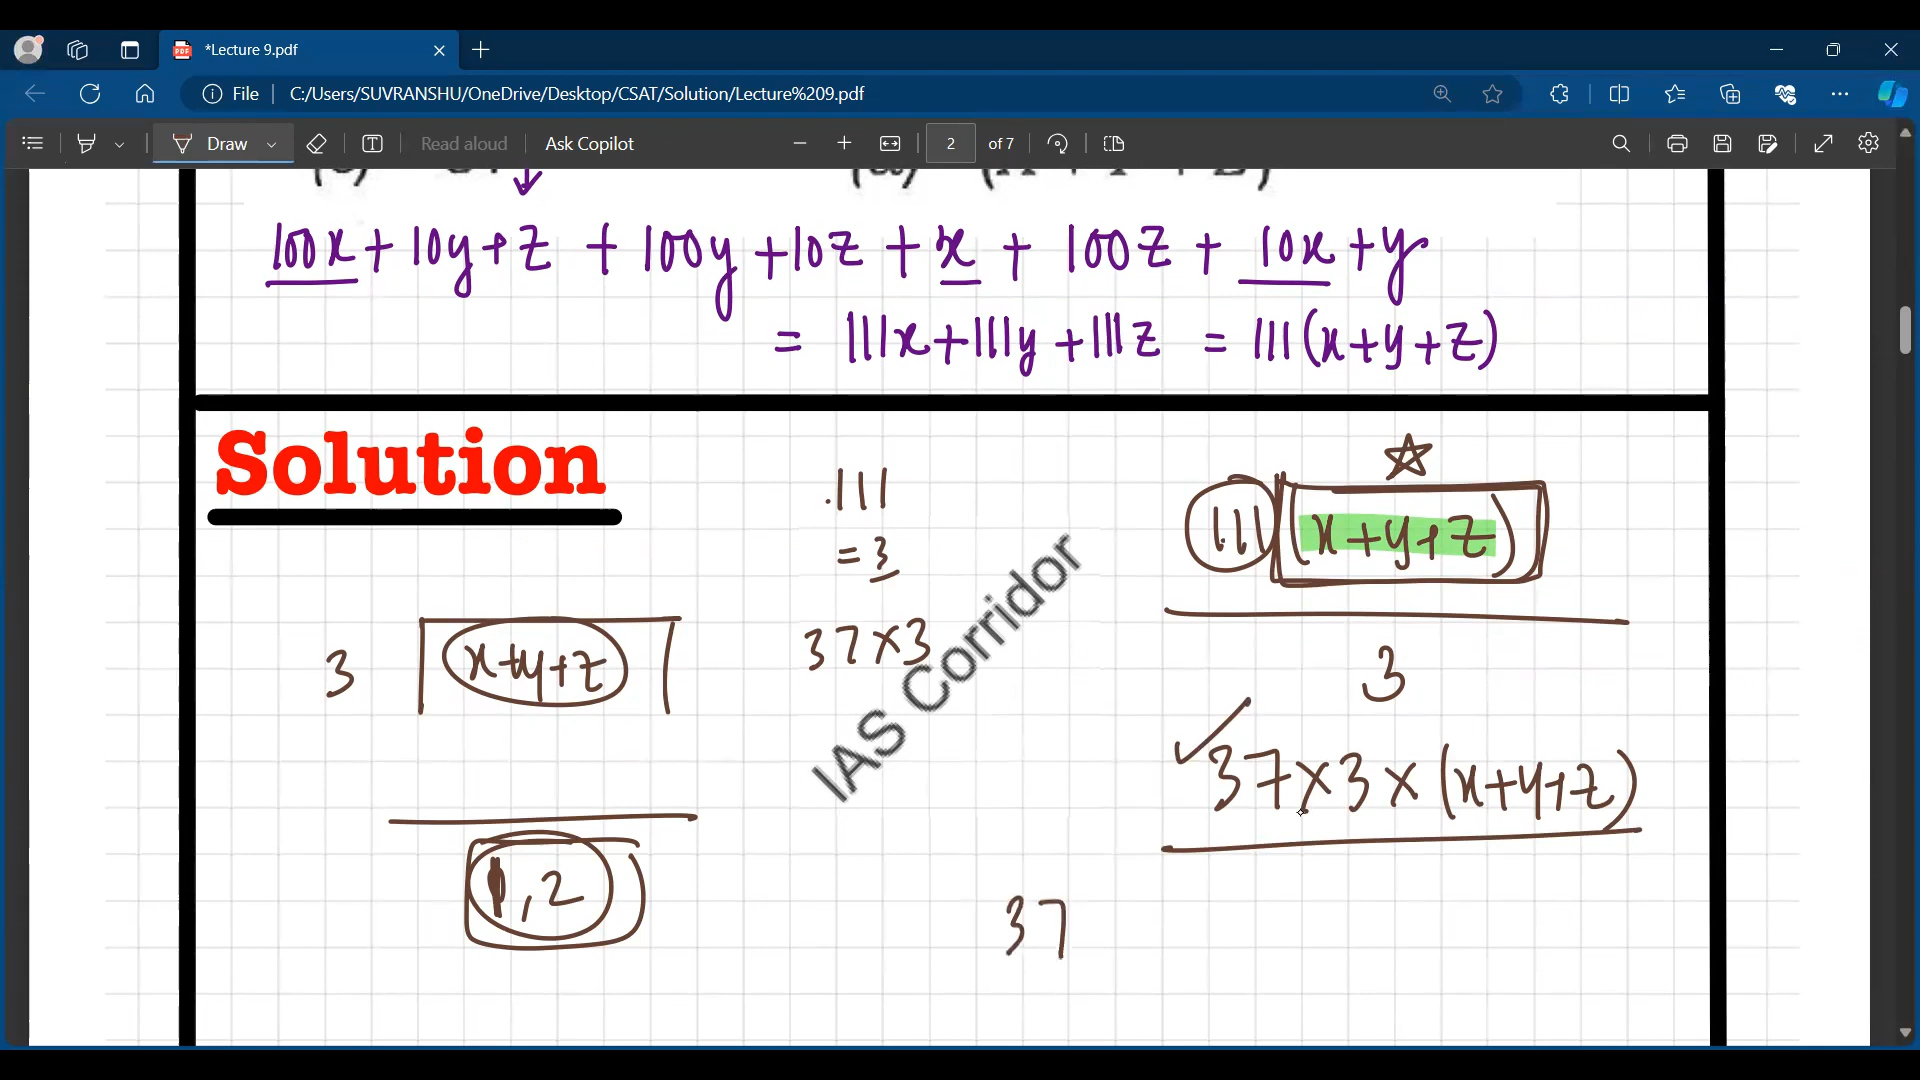 *Lecture 9.pdf
File C:/Users/SUVRANSHU/OneDrive/Desktop/CSAT/Solution/Lecture%209.pdf
Draw Read aloud Ask Copilot 2 of 7
100x + 10y + z + 100y + 10z + x + 100z + 10x + y
= 111x + 111y + 111z = 111(x+y+z)
Solution
.111
= 3
37×3
111 (x+y+z)
3
3 x+y+z
1,2
37×3×(x+y+z)
37
IAS Corridor